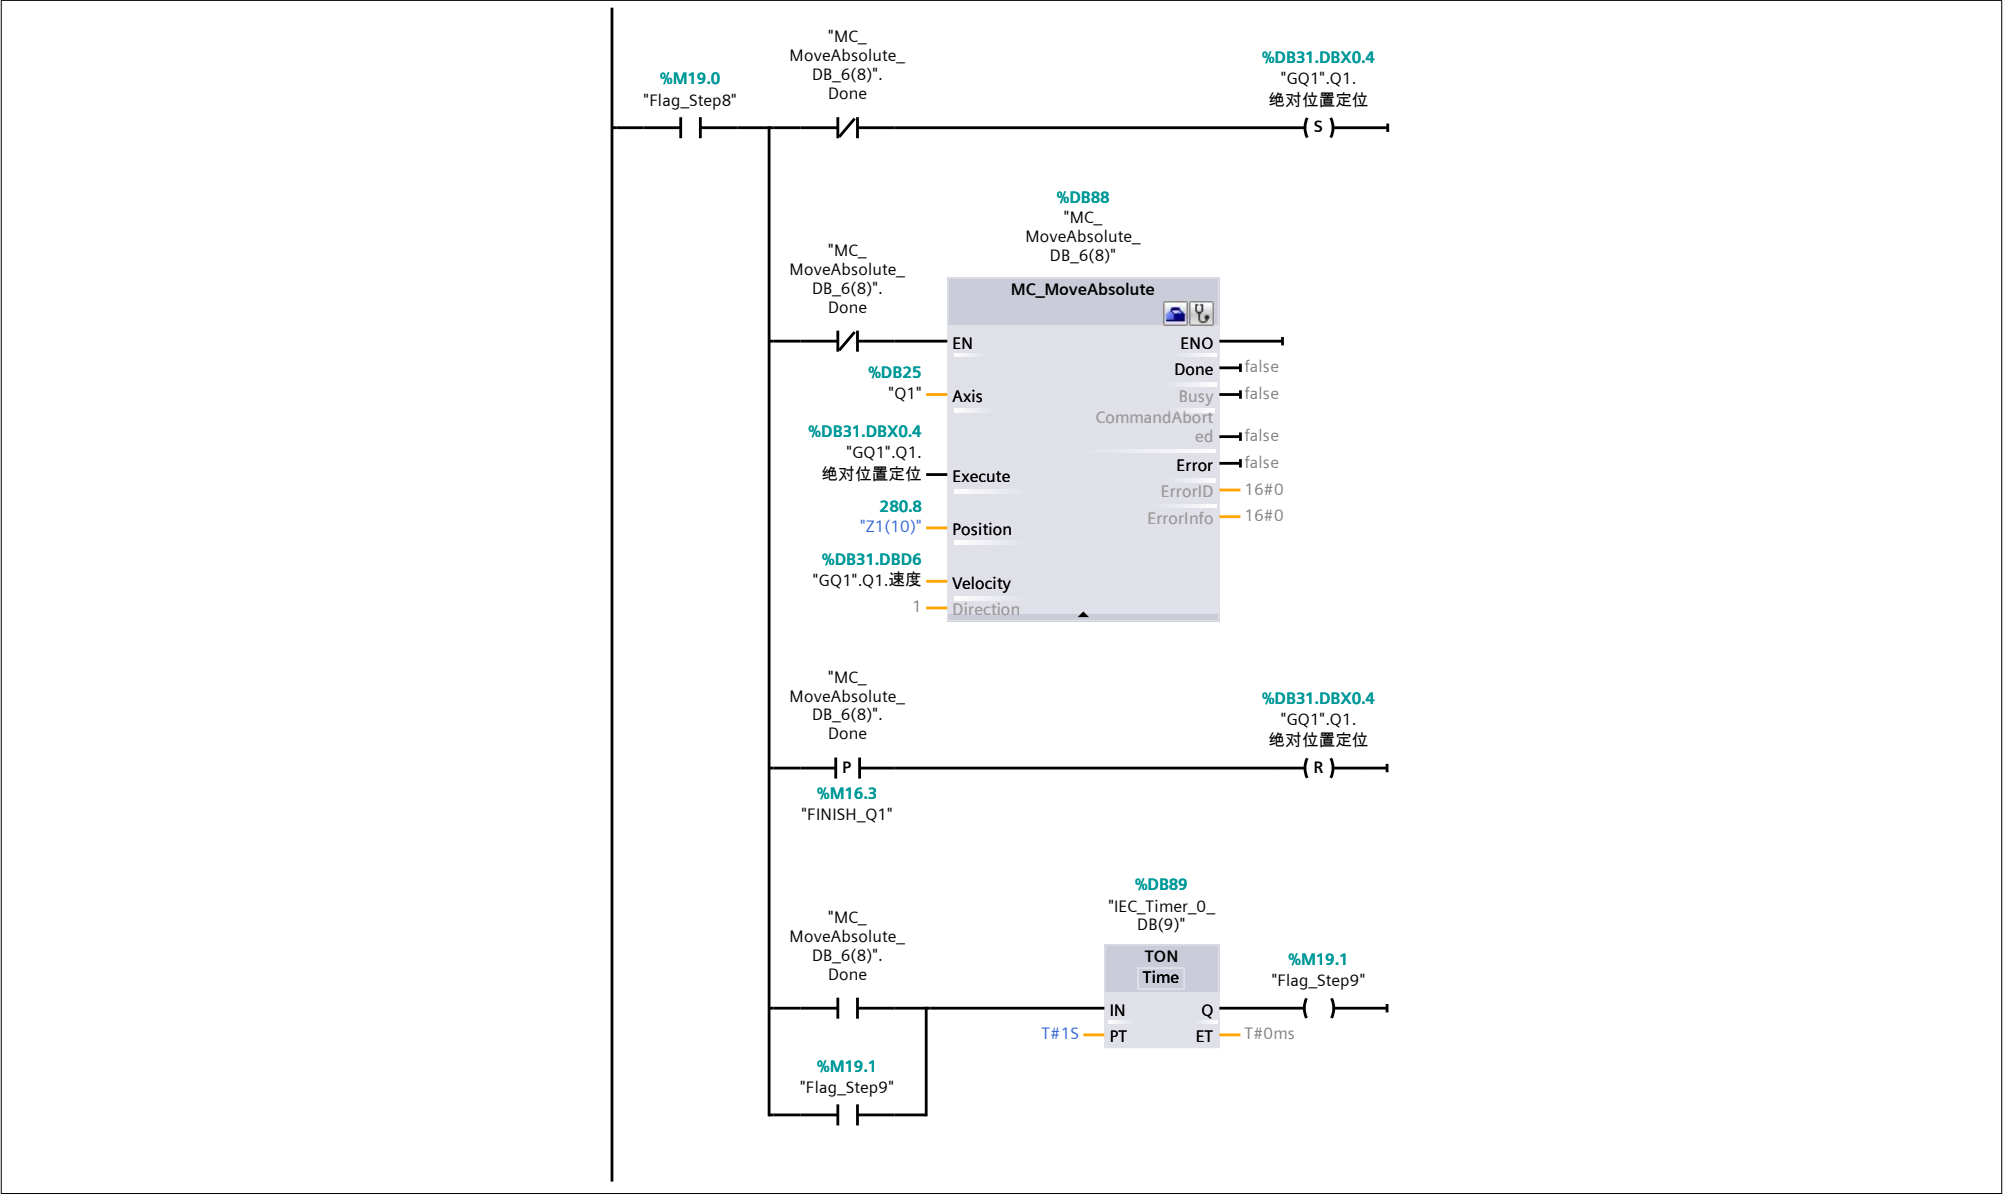 "MC_
MoveAbsolute_
DB_6(8)".
Done
%M19.0
"Flag_Step8"
%DB31.DBX0.4
"GQ1".Q1.
绝对位置定位
S
%DB88
"MC_
MoveAbsolute_
DB_6(8)"
"MC_
MoveAbsolute_
DB_6(8)".
Done
MC_MoveAbsolute
EN
ENO
Done
false
%DB25
"Q1"
Axis
Busy
false
CommandAbort
ed
false
%DB31.DBX0.4
"GQ1".Q1.
绝对位置定位
Execute
Error
false
ErrorID
16#0
280.8
"Z1(10)"
Position
ErrorInfo
16#0
%DB31.DBD6
"GQ1".Q1.速度
Velocity
1
Direction
"MC_
MoveAbsolute_
DB_6(8)".
Done
P
%M16.3
"FINISH_Q1"
%DB31.DBX0.4
"GQ1".Q1.
绝对位置定位
R
%DB89
"IEC_Timer_0_
DB(9)"
"MC_
MoveAbsolute_
DB_6(8)".
Done
TON
Time
%M19.1
"Flag_Step9"
IN
Q
T#1S
PT
ET
T#0ms
%M19.1
"Flag_Step9"